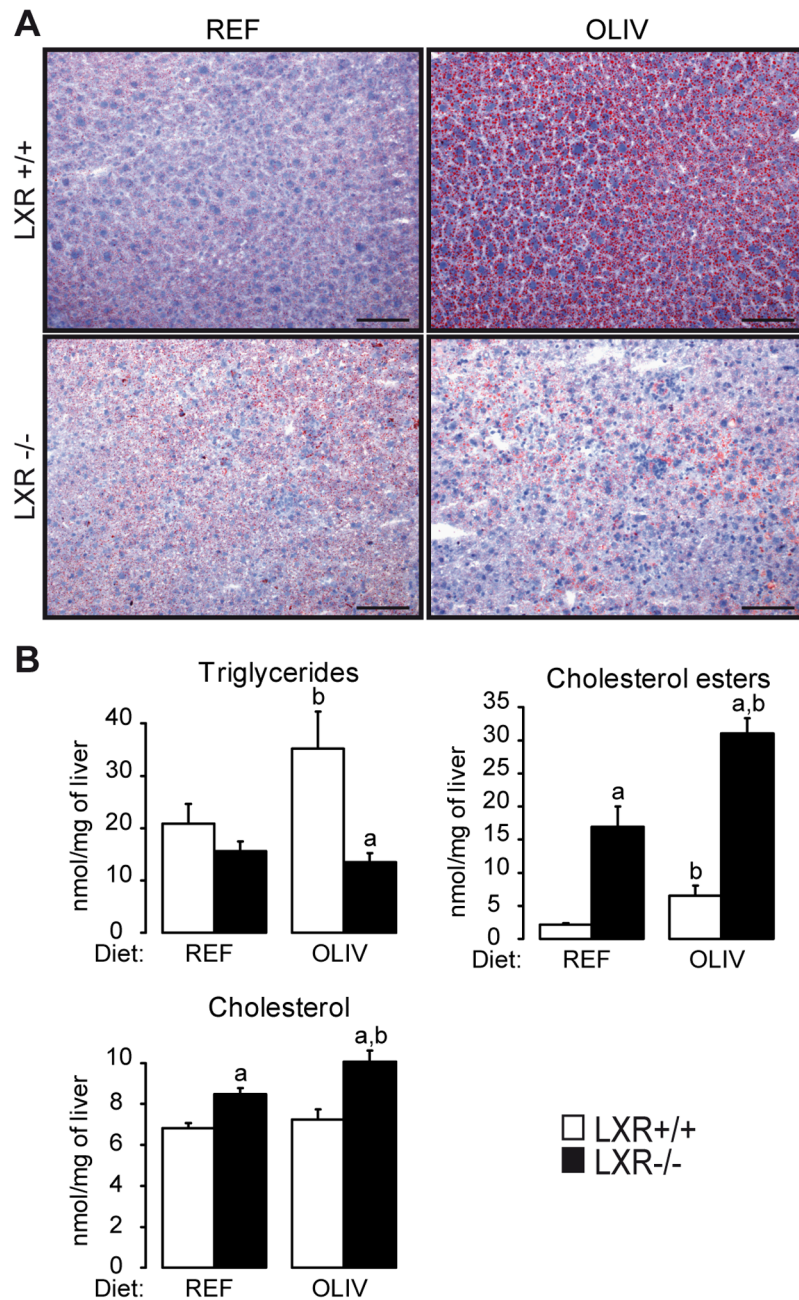 A
REF
OLIV
LXR +/+
LXR -/-
B
Triglycerides
nmol/mg of liver
40
30
20
10
0
b
a
Diet:
REF
OLIV
Cholesterol esters
nmol/mg of liver
35
30
25
20
15
10
5
0
a
b
a,b
Diet:
REF
OLIV
Cholesterol
nmol/mg of liver
10
8
6
4
2
0
a
a,b
Diet:
REF
OLIV
LXR+/+
LXR-/-